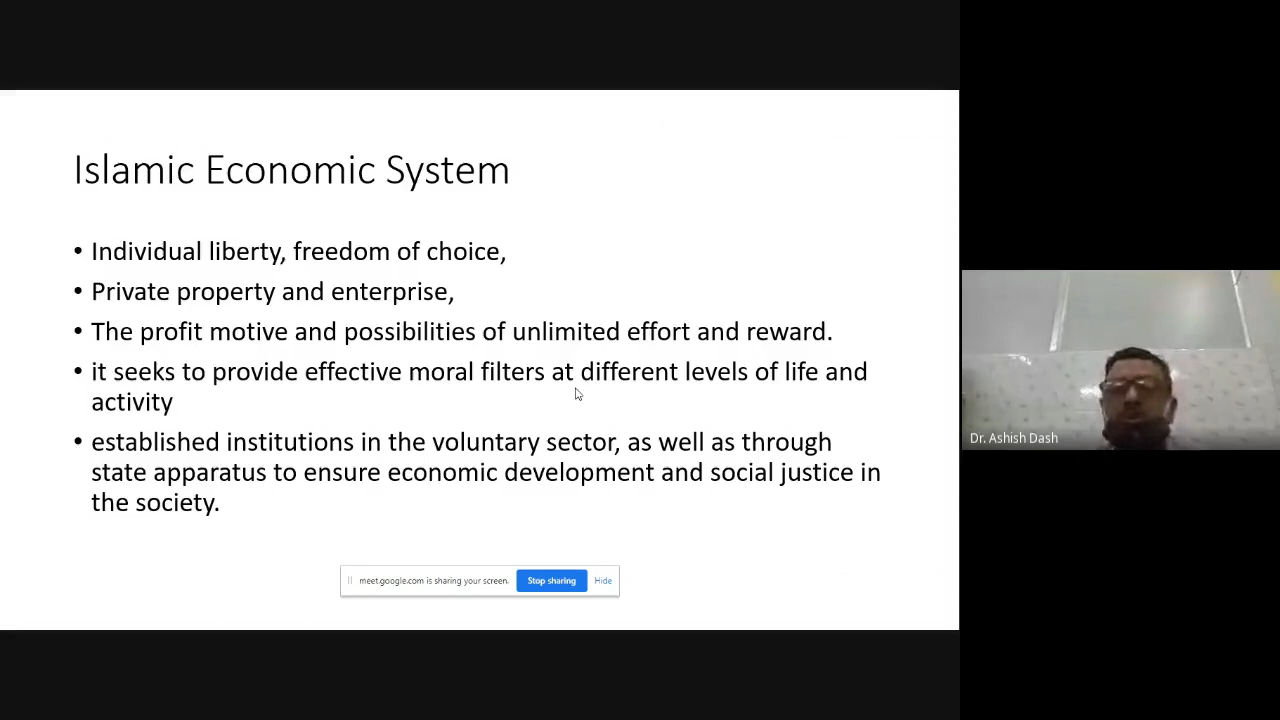 Islamic Economic System
• Individual liberty, freedom of choice,
• Private property and enterprise,
• The profit motive and possibilities of unlimited effort and reward.
• it seeks to provide effective moral filters at different levels of life and
activity
• established institutions in the voluntary sector, as well as through
state apparatus to ensure economic development and social justice in
the society.
meet.google.com is sharing your screen. Stop sharing Hide
Dr. Ashish Dash